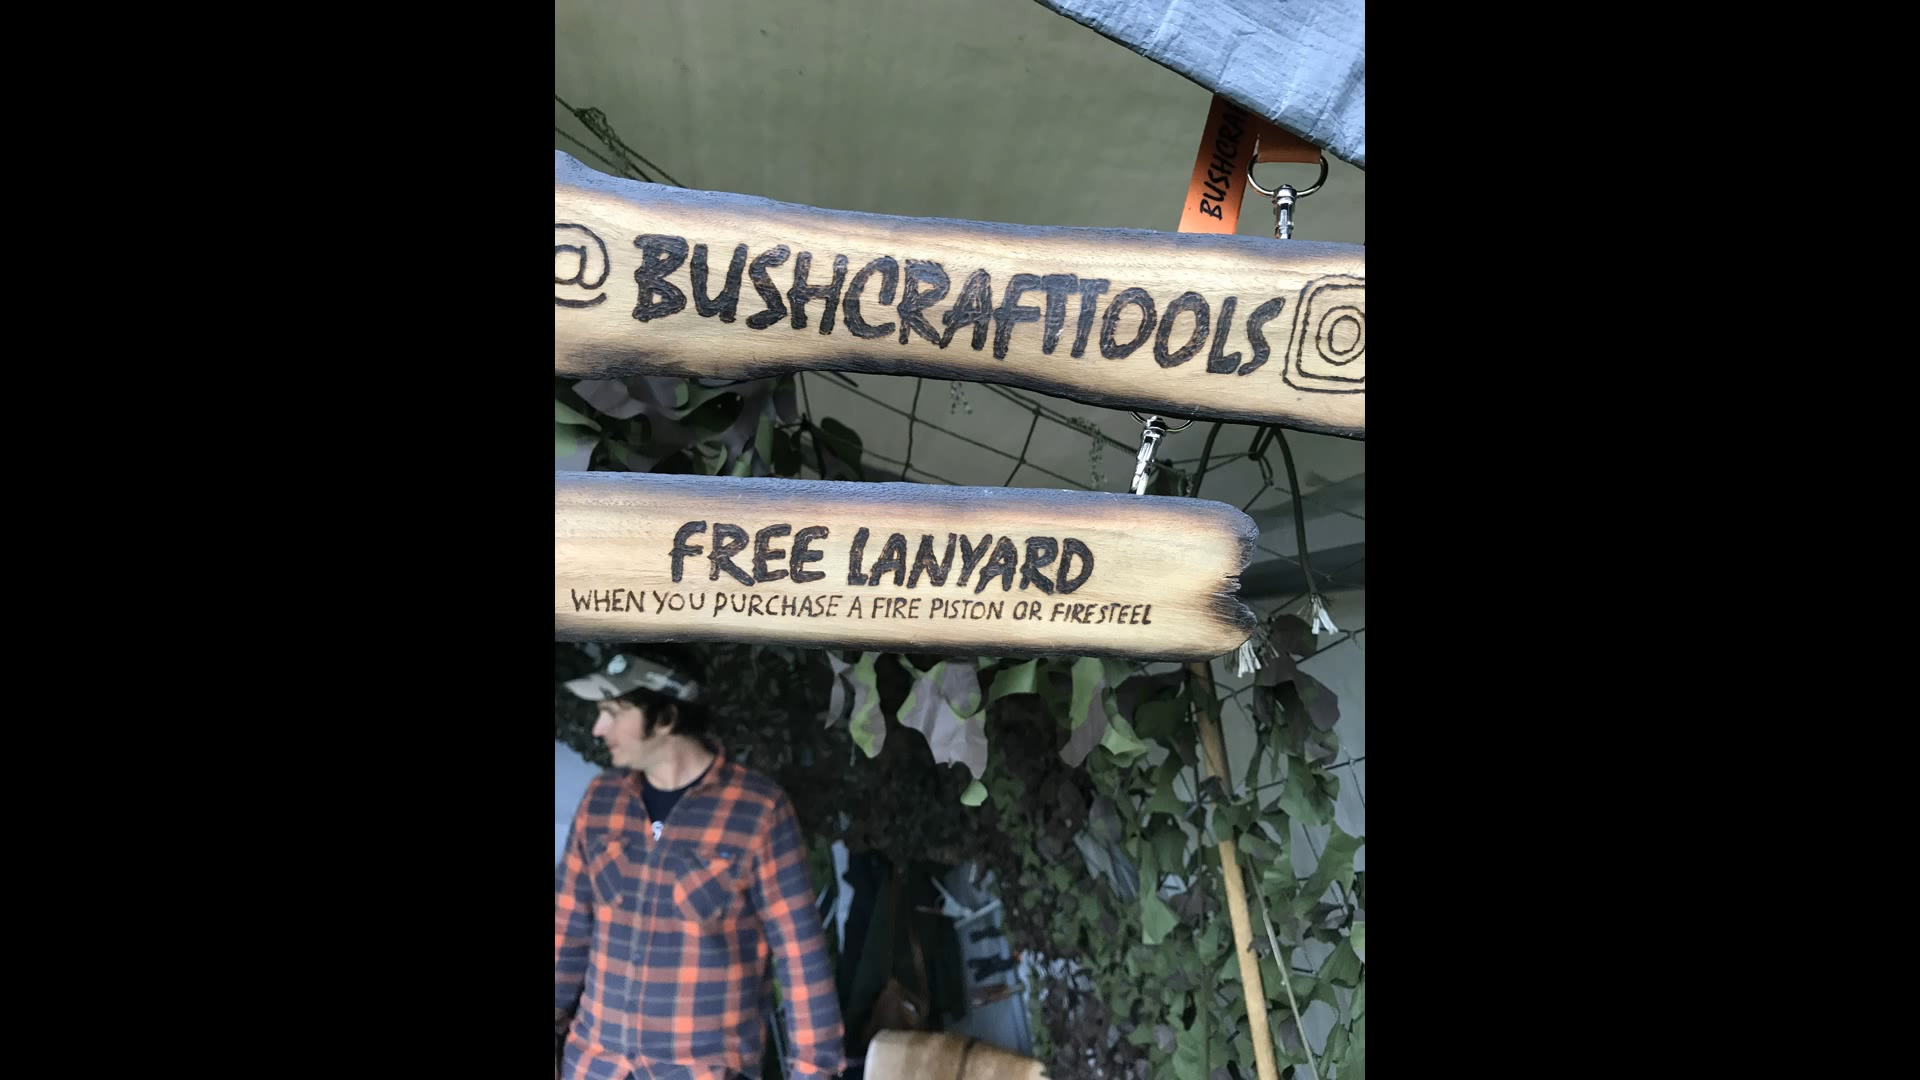 BUSHCRA
@BUSHCRAFTTOOLS
FREE LANYARD
WHEN YOU PURCHASE A FIRE PISTON OR FIRESTEEL